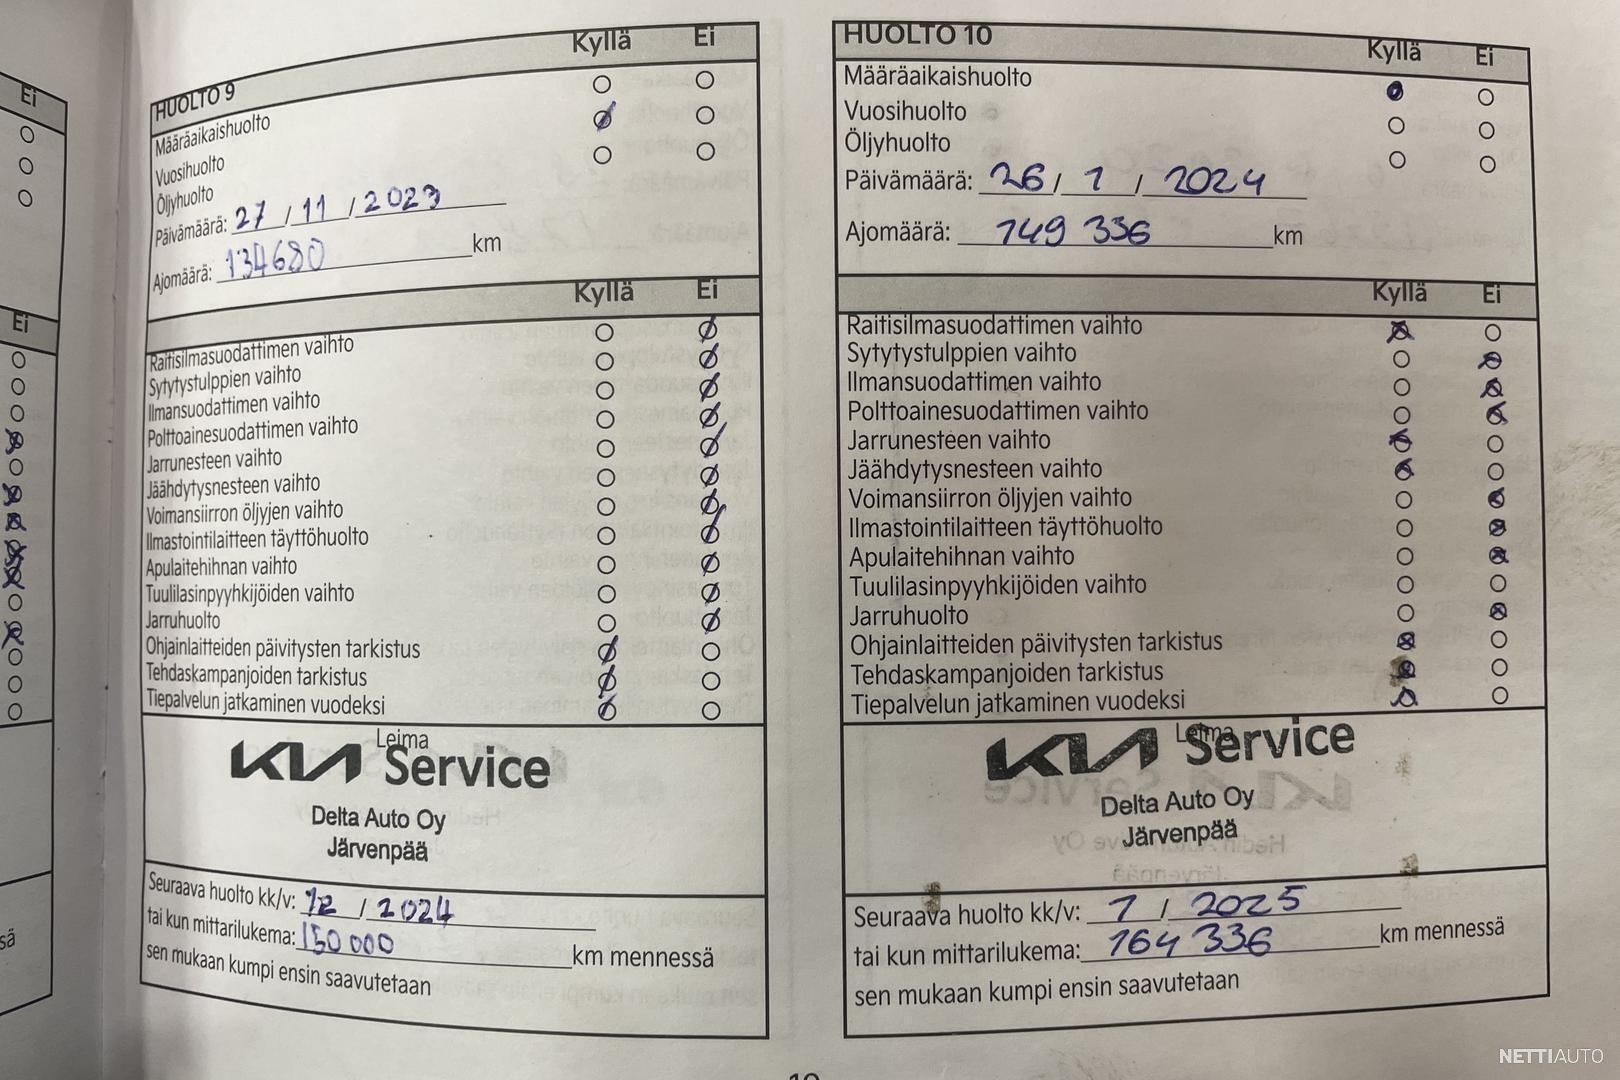 Ei
Ei
sä
HUOLTO 9
Kyllä Ei
Määräaikaishuolto
Vuosihuolto
Öljyhuolto
Päivämäärä: 27 / 11 / 2023
Ajomäärä: 134680 km
Kyllä Ei
Raitisilmasuodattimen vaihto
Sytytystulppien vaihto
Ilmansuodattimen vaihto
Polttoainesuodattimen vaihto
Jarrunesteen vaihto
Jäähdytysnesteen vaihto
Voimansiirron öljyjen vaihto
Ilmastointilaitteen täyttöhuolto
Apulaitehihnan vaihto
Tuulilasinpyyhkijöiden vaihto
Jarruhuolto
Ohjainlaitteiden päivitysten tarkistus
Tehdaskampanjoiden tarkistus
Tiepalvelun jatkaminen vuodeksi
Leima
KIA Service
Delta Auto Oy
Järvenpää
Seuraava huolto kk/v: 12 / 2024
tai kun mittarilukema: 150 000 km mennessä
sen mukaan kumpi ensin saavutetaan
HUOLTO 10
Kyllä Ei
Määräaikaishuolto
Vuosihuolto
Öljyhuolto
Päivämäärä: 26 / 1 / 2024
Ajomäärä: 149 336 km
Kyllä Ei
Raitisilmasuodattimen vaihto
Sytytystulppien vaihto
Ilmansuodattimen vaihto
Polttoainesuodattimen vaihto
Jarrunesteen vaihto
Jäähdytysnesteen vaihto
Voimansiirron öljyjen vaihto
Ilmastointilaitteen täyttöhuolto
Apulaitehihnan vaihto
Tuulilasinpyyhkijöiden vaihto
Jarruhuolto
Ohjainlaitteiden päivitysten tarkistus
Tehdaskampanjoiden tarkistus
Tiepalvelun jatkaminen vuodeksi
Leima
KIA Service
Delta Auto Oy
Järvenpää
Seuraava huolto kk/v: 1 / 2025
tai kun mittarilukema: 164 336 km mennessä
sen mukaan kumpi ensin saavutetaan
NETTIAUTO